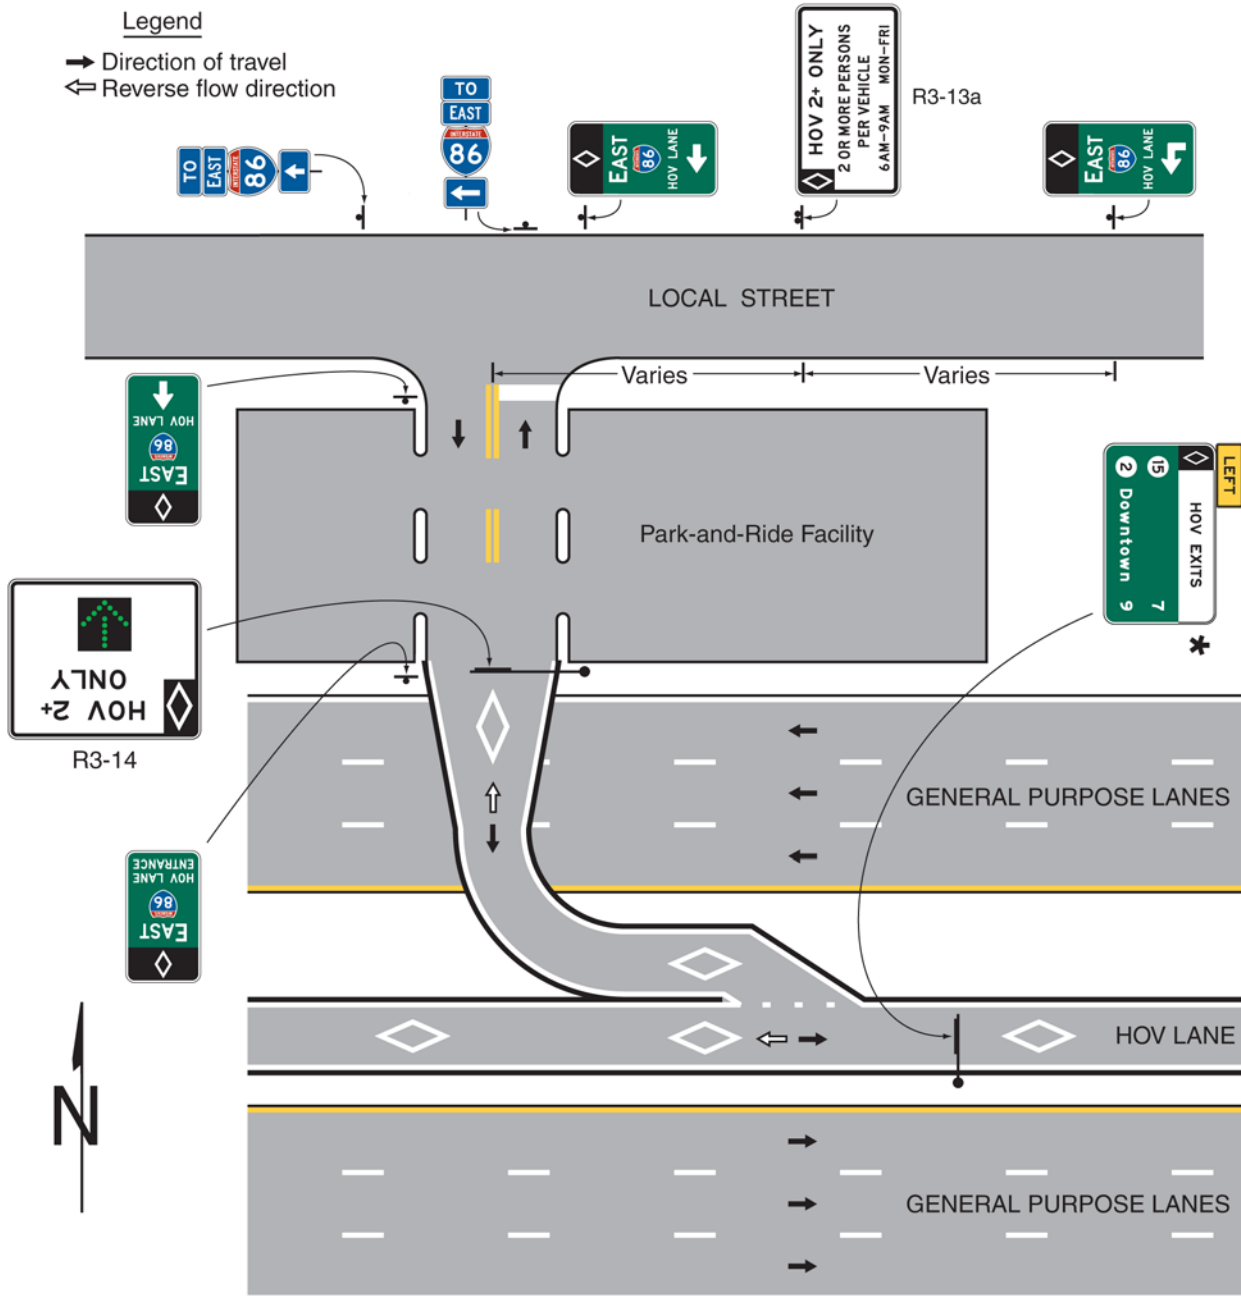 Legend
Direction of travel
Reverse flow direction
TO
EAST
INTERSTATE
86
TO
EAST
INTERSTATE
86
EAST
86
HOV LANE
HOV 2+ ONLY
2 OR MORE PERSONS
PER VEHICLE
6AM–9AM MON–FRI
R3-13a
EAST
86
HOV LANE
LOCAL STREET
Varies
Varies
EAST
86
HOV LANE
LEFT
HOV EXITS
15 7
2 Downtown 9
*
Park-and-Ride Facility
HOV 2+
ONLY
R3-14
GENERAL PURPOSE LANES
EAST
86
HOV LANE
ENTRANCE
HOV LANE
N
GENERAL PURPOSE LANES